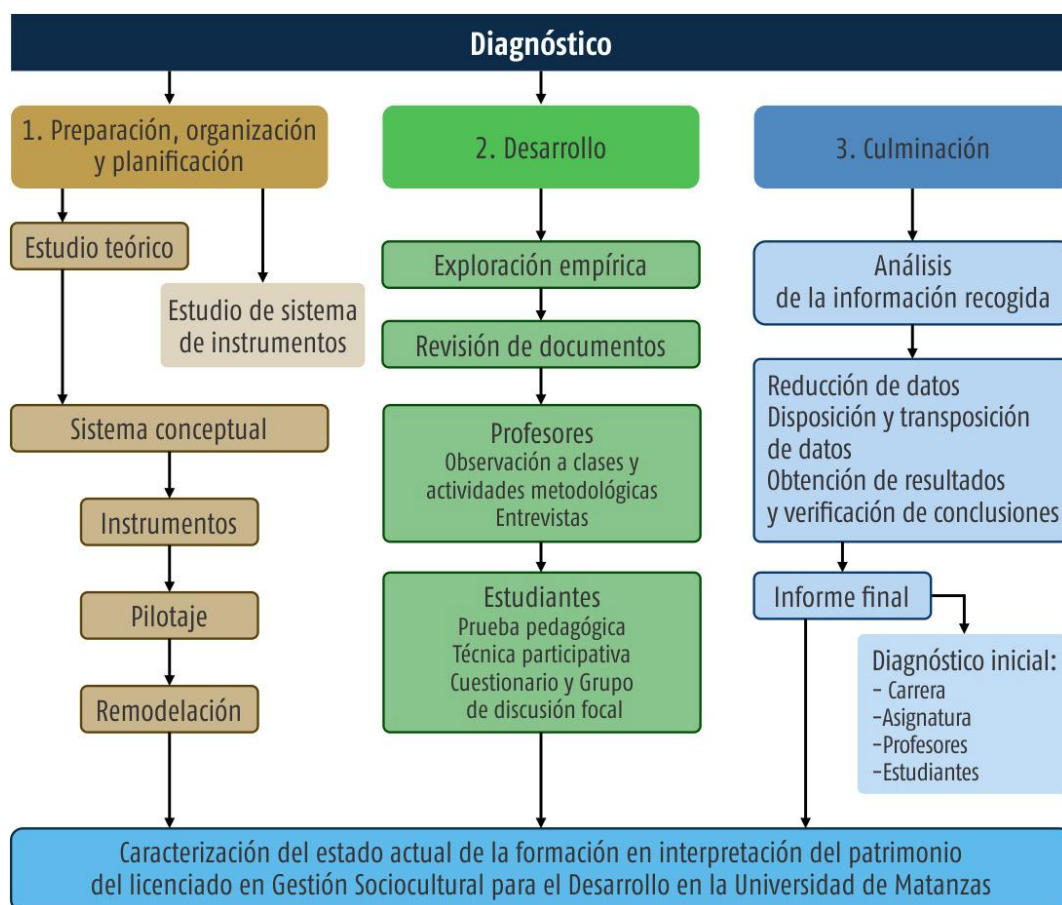 Diagnóstico
1. Preparación, organización
y planificación
Estudio teórico
Estudio de sistema
de instrumentos
Sistema conceptual
Instrumentos
Pilotaje
Remodelación
2. Desarrollo
Exploración empírica
Revisión de documentos
Profesores
Observación a clases y
actividades metodológicas
Entrevistas
Estudiantes
Prueba pedagógica
Técnica participativa
Cuestionario y Grupo
de discusión focal
3. Culminación
Análisis
de la información recogida
Reducción de datos
Disposición y transposición
de datos
Obtención de resultados
y verificación de conclusiones
Informe final
Diagnóstico inicial:
- Carrera
-Asignatura
-Profesores
-Estudiantes
Caracterización del estado actual de la formación en interpretación del patrimonio
del licenciado en Gestión Sociocultural para el Desarrollo en la Universidad de Matanzas